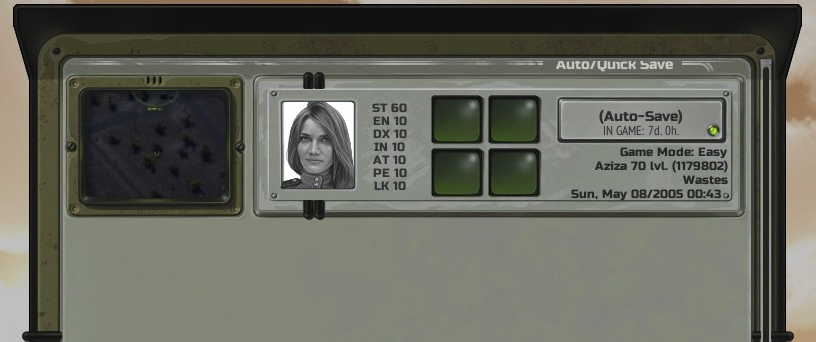 Auto/Quick Save
ST 60
EN 10
DX 10
IN 10
AT 10
PE 10
LK 10
(Auto-Save)
IN GAME: 7d. 0h.
Game Mode: Easy
Aziza 70 lvl. (1179802)
Wastes
Sun, May 08/2005 00:43